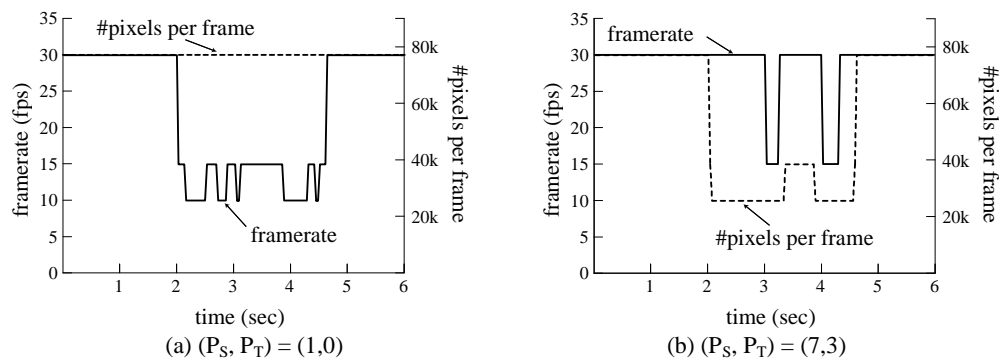 35
30
25
20
15
10
5
0
framerate (fps)
#pixels per frame
framerate
80k
60k
40k
20k
#pixels per frame
1 2 3 4 5 6
time (sec)
(a) (P_S, P_T) = (1,0)
35
30
25
20
15
10
5
0
framerate (fps)
framerate
#pixels per frame
80k
60k
40k
20k
#pixels per frame
1 2 3 4 5 6
time (sec)
(b) (P_S, P_T) = (7,3)